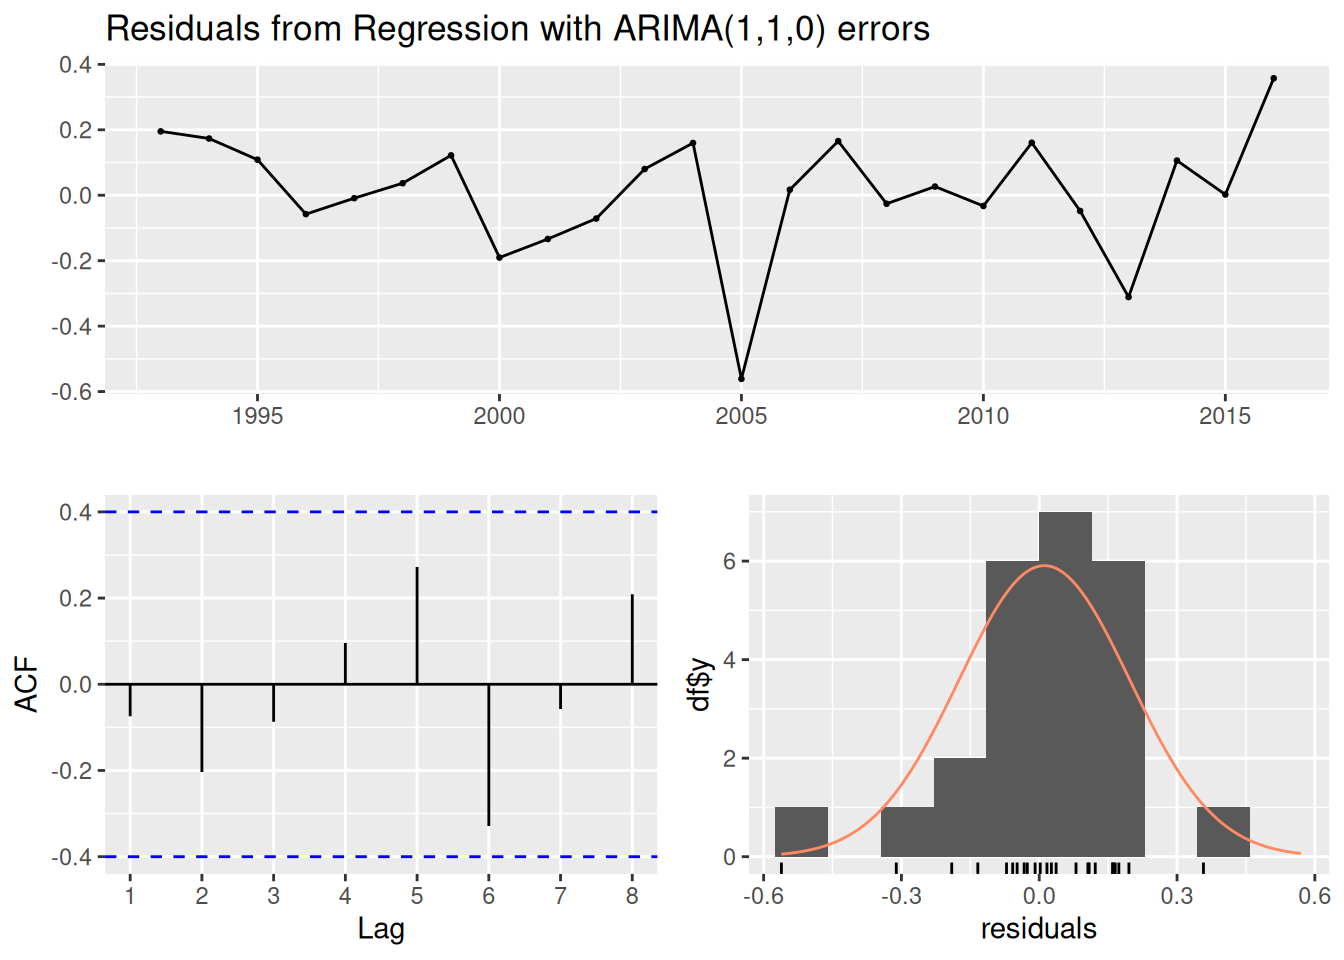 Residuals from Regression with ARIMA(1,1,0) errors
0.4
0.2
0.0
-0.2
-0.4
-0.6
1995 2000 2005 2010 2015
ACF
0.4
0.2
0.0
-0.2
-0.4
1 2 3 4 5 6 7 8
Lag
df$y
6
4
2
0
-0.6 -0.3 0.0 0.3 0.6
residuals